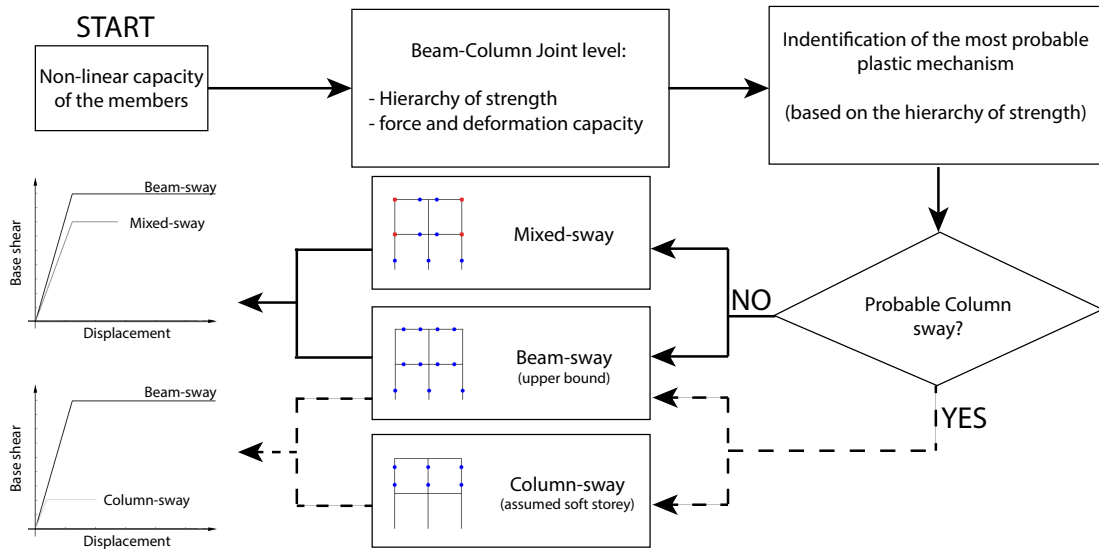 START
Non-linear capacity
of the members
Beam-Column Joint level:
- Hierarchy of strength
- force and deformation capacity
Indentification of the most probable
plastic mechanism
(based on the hierarchy of strength)
Probable Column
sway?
NO
YES
Mixed-sway
Beam-sway
(upper bound)
Column-sway
(assumed soft storey)
Base shear
Beam-sway
Mixed-sway
Displacement
Base shear
Beam-sway
Column-sway
Displacement